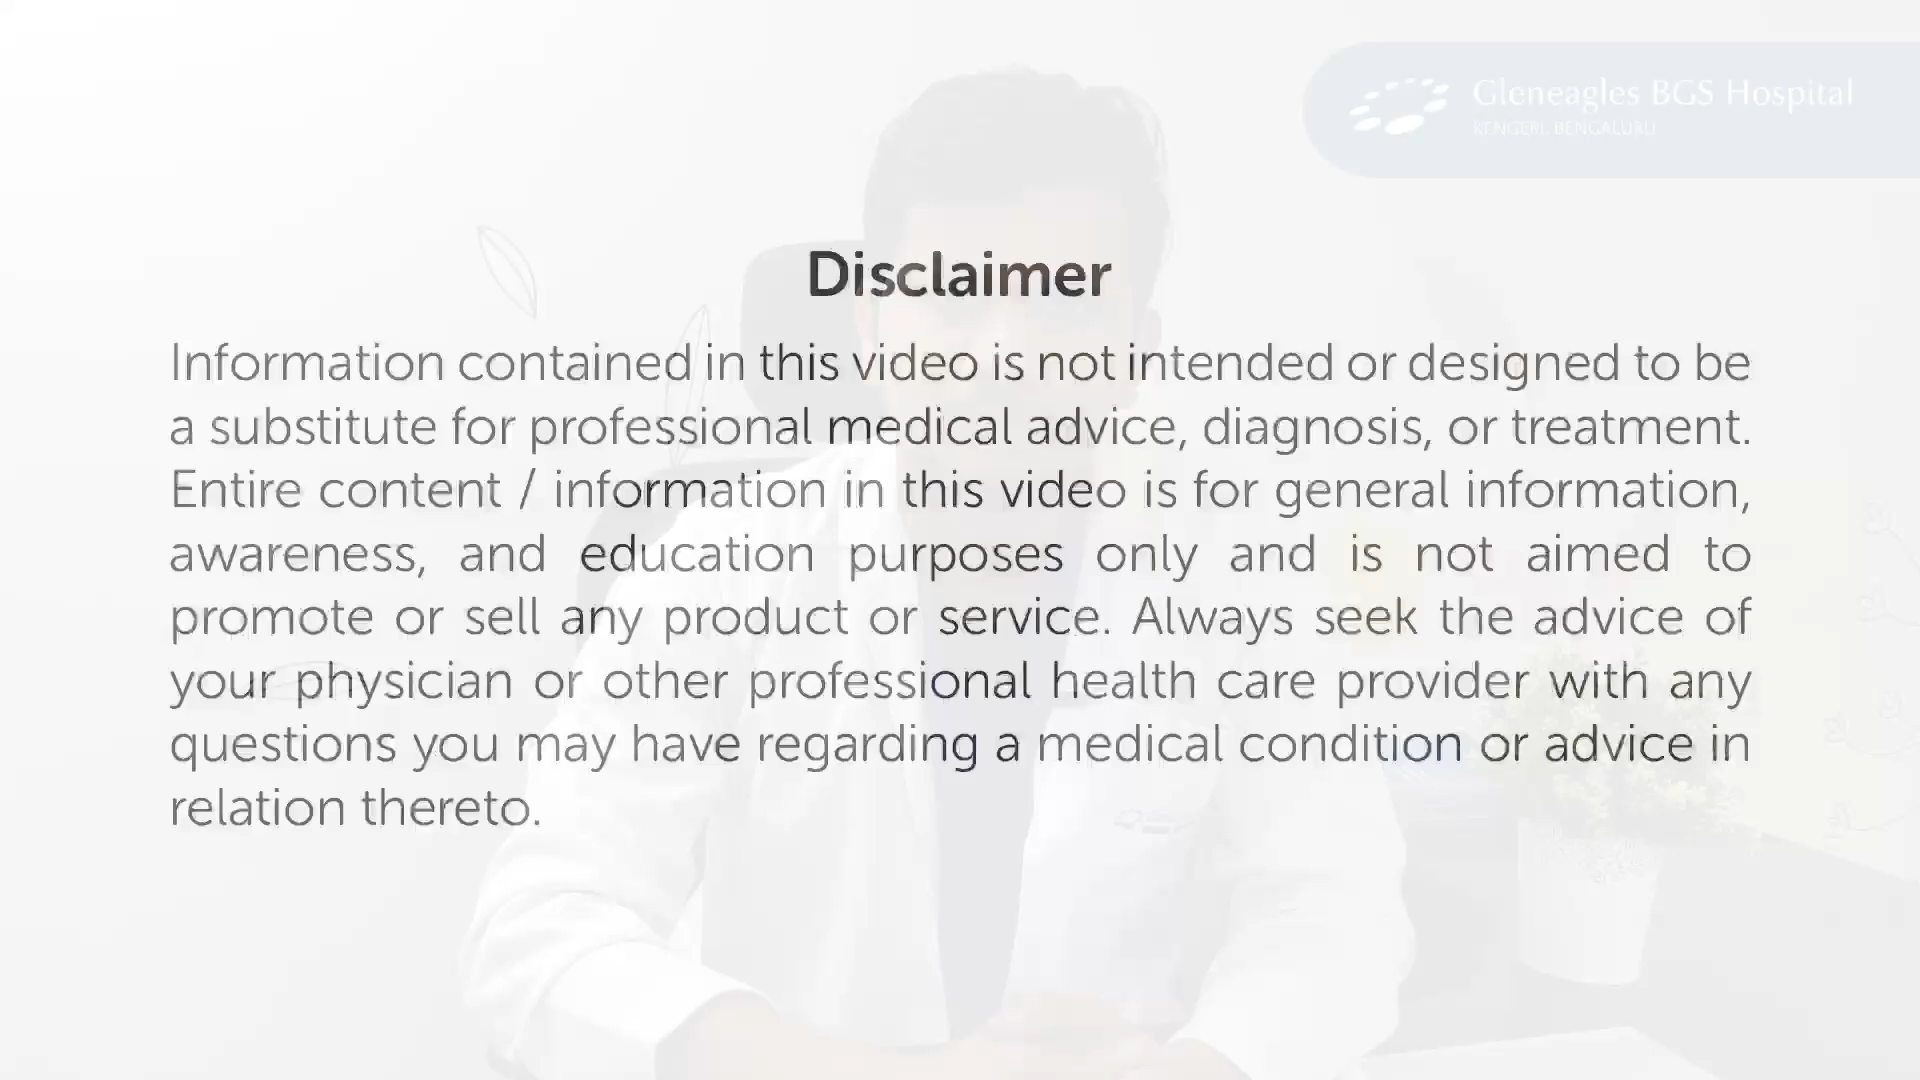 Gleneagles BGS Hospital
KENGERI, BENGALURU
Disclaimer
Information contained in this video is not intended or designed to be
a substitute for professional medical advice, diagnosis, or treatment.
Entire content / information in this video is for general information,
awareness, and education purposes only and is not aimed to
promote or sell any product or service. Always seek the advice of
your physician or other professional health care provider with any
questions you may have regarding a medical condition or advice in
relation thereto.